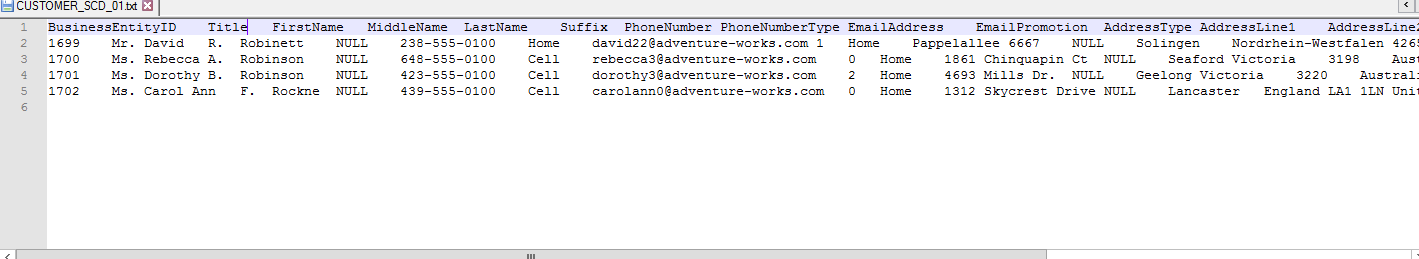 CUSTOMER_SCD_01.txt
1 BusinessEntityID Title FirstName MiddleName LastName Suffix PhoneNumber PhoneNumberType EmailAddress EmailPromotion AddressType AddressLine1 AddressLine2
2 1699 Mr. David R. Robinett NULL 238-555-0100 Home david22@adventure-works.com 1 Home Pappelallee 6667 NULL Solingen Nordrhein-Westfalen 4265
3 1700 Ms. Rebecca A. Robinson NULL 648-555-0100 Cell rebecca3@adventure-works.com 0 Home 1861 Chinquapin Ct NULL Seaford Victoria 3198 Aust
4 1701 Ms. Dorothy B. Robinson NULL 423-555-0100 Cell dorothy3@adventure-works.com 2 Home 4693 Mills Dr. NULL Geelong Victoria 3220 Australi
5 1702 Ms. Carol Ann F. Rockne NULL 439-555-0100 Cell carolann0@adventure-works.com 0 Home 1312 Skycrest Drive NULL Lancaster England LA1 1LN Unit
6